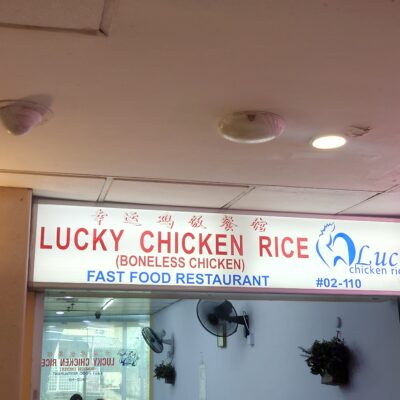 幸运鸡饭餐馆
LUCKY CHICKEN RICE
(BONELESS CHICKEN)
FAST FOOD RESTAURANT
Luc
chicken ric
#02-110
LUCKY CHICKEN RICE